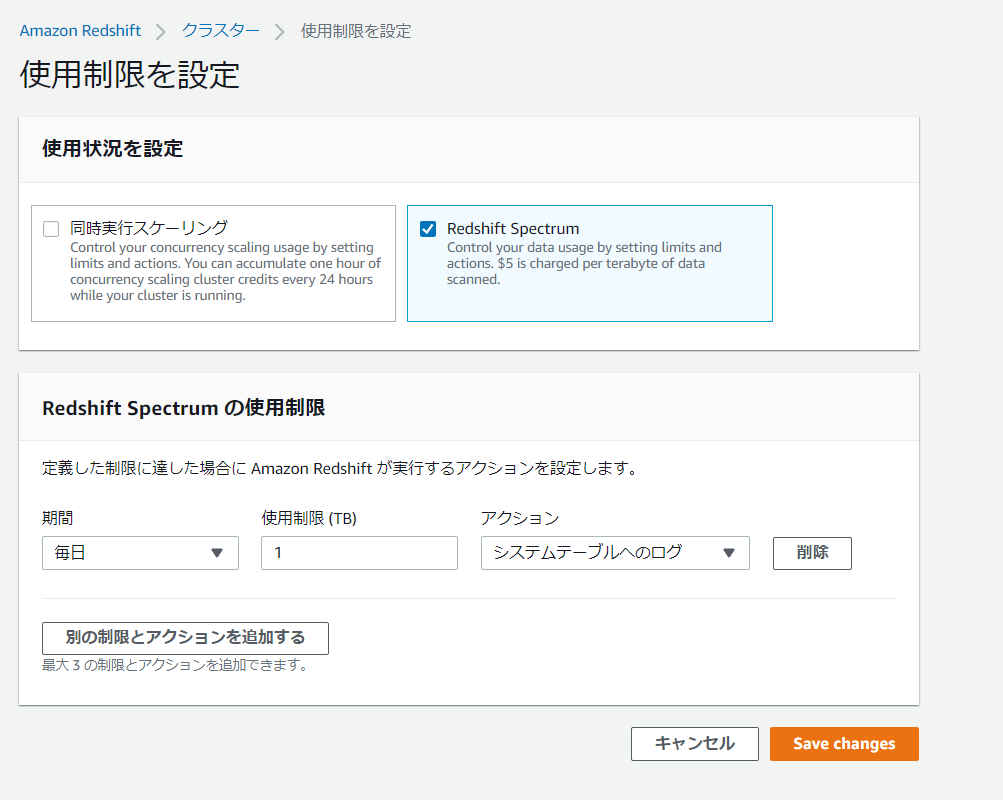 Amazon Redshift > クラスター > 使用制限を設定
使用制限を設定
使用状況を設定
同時実行スケーリング
Control your concurrency scaling usage by setting
limits and actions. You can accumulate one hour of
concurrency scaling cluster credits every 24 hours
while your cluster is running.
Redshift Spectrum
Control your data usage by setting limits and
actions. $5 is charged per terabyte of data
scanned.
Redshift Spectrum の使用制限
定義した制限に達した場合に Amazon Redshift が実行するアクションを設定します。
期間 使用制限 (TB) アクション
毎日 1 システムテーブルへのログ 削除
別の制限とアクションを追加する
最大 3 の制限とアクションを追加できます。
キャンセル Save changes